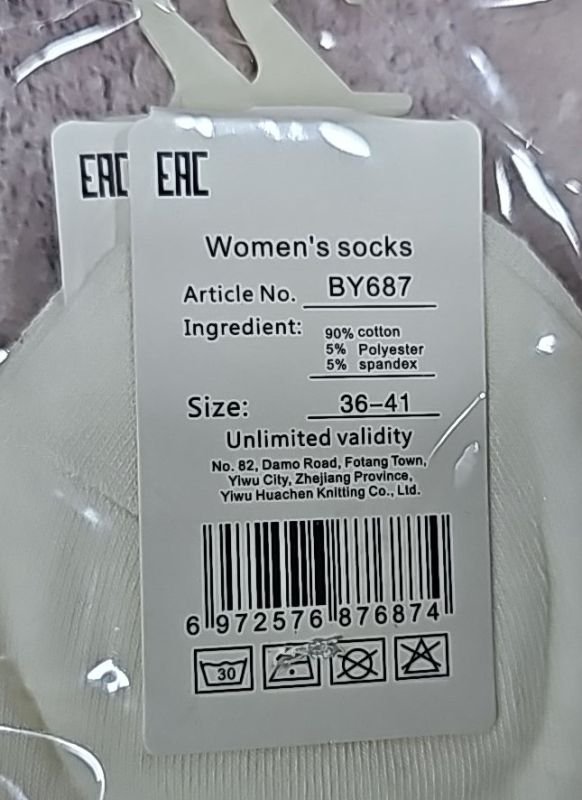 EAC
EAC
Women's socks
Article No. BY687
Ingredient: 90% cotton
5% Polyester
5% spandex
Size: 36–41
Unlimited validity
No. 82, Damo Road, Fotang Town,
Yiwu City, Zhejiang Province,
Yiwu Huachen Knitting Co., Ltd.
6 972576 876874
30